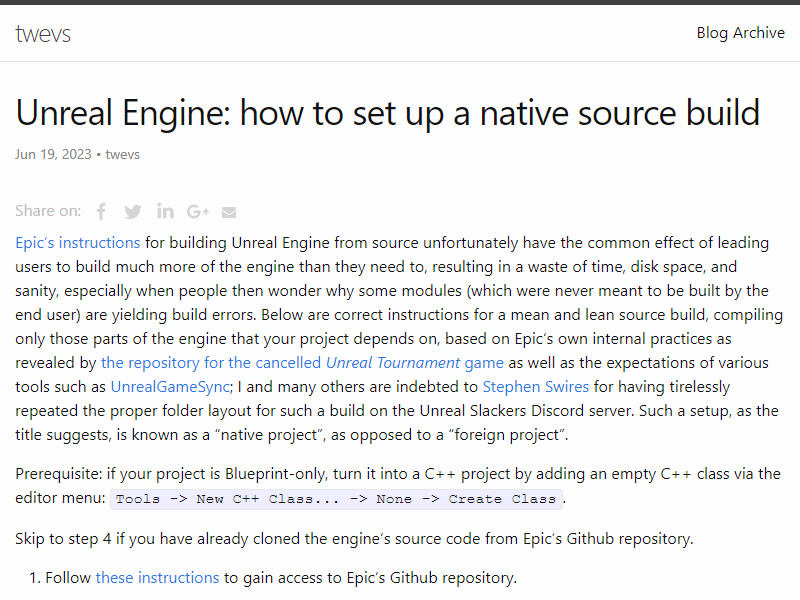 twevs
Blog Archive
Unreal Engine: how to set up a native source build
Jun 19, 2023 • twevs
Share on:
Epic’s instructions for building Unreal Engine from source unfortunately have the common effect of leading
users to build much more of the engine than they need to, resulting in a waste of time, disk space, and
sanity, especially when people then wonder why some modules (which were never meant to be built by the
end user) are yielding build errors. Below are correct instructions for a mean and lean source build, compiling
only those parts of the engine that your project depends on, based on Epic’s own internal practices as
revealed by the repository for the cancelled Unreal Tournament game as well as the expectations of various
tools such as UnrealGameSync; I and many others are indebted to Stephen Swires for having tirelessly
repeated the proper folder layout for such a build on the Unreal Slackers Discord server. Such a setup, as the
title suggests, is known as a “native project”, as opposed to a “foreign project”.
Prerequisite: if your project is Blueprint-only, turn it into a C++ project by adding an empty C++ class via the
editor menu: Tools -> New C++ Class... -> None -> Create Class.
Skip to step 4 if you have already cloned the engine’s source code from Epic’s Github repository.
1. Follow these instructions to gain access to Epic’s Github repository.